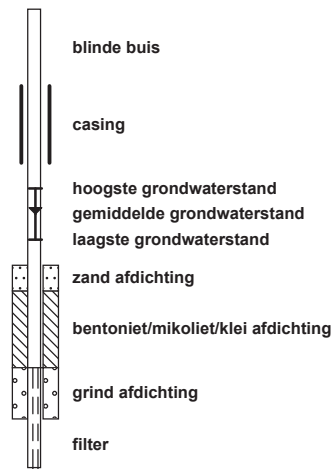 blinde buis
casing
hoogste grondwaterstand
gemiddelde grondwaterstand
laagste grondwaterstand
zand afdichting
bentoniet/mikoliet/klei afdichting
grind afdichting
filter